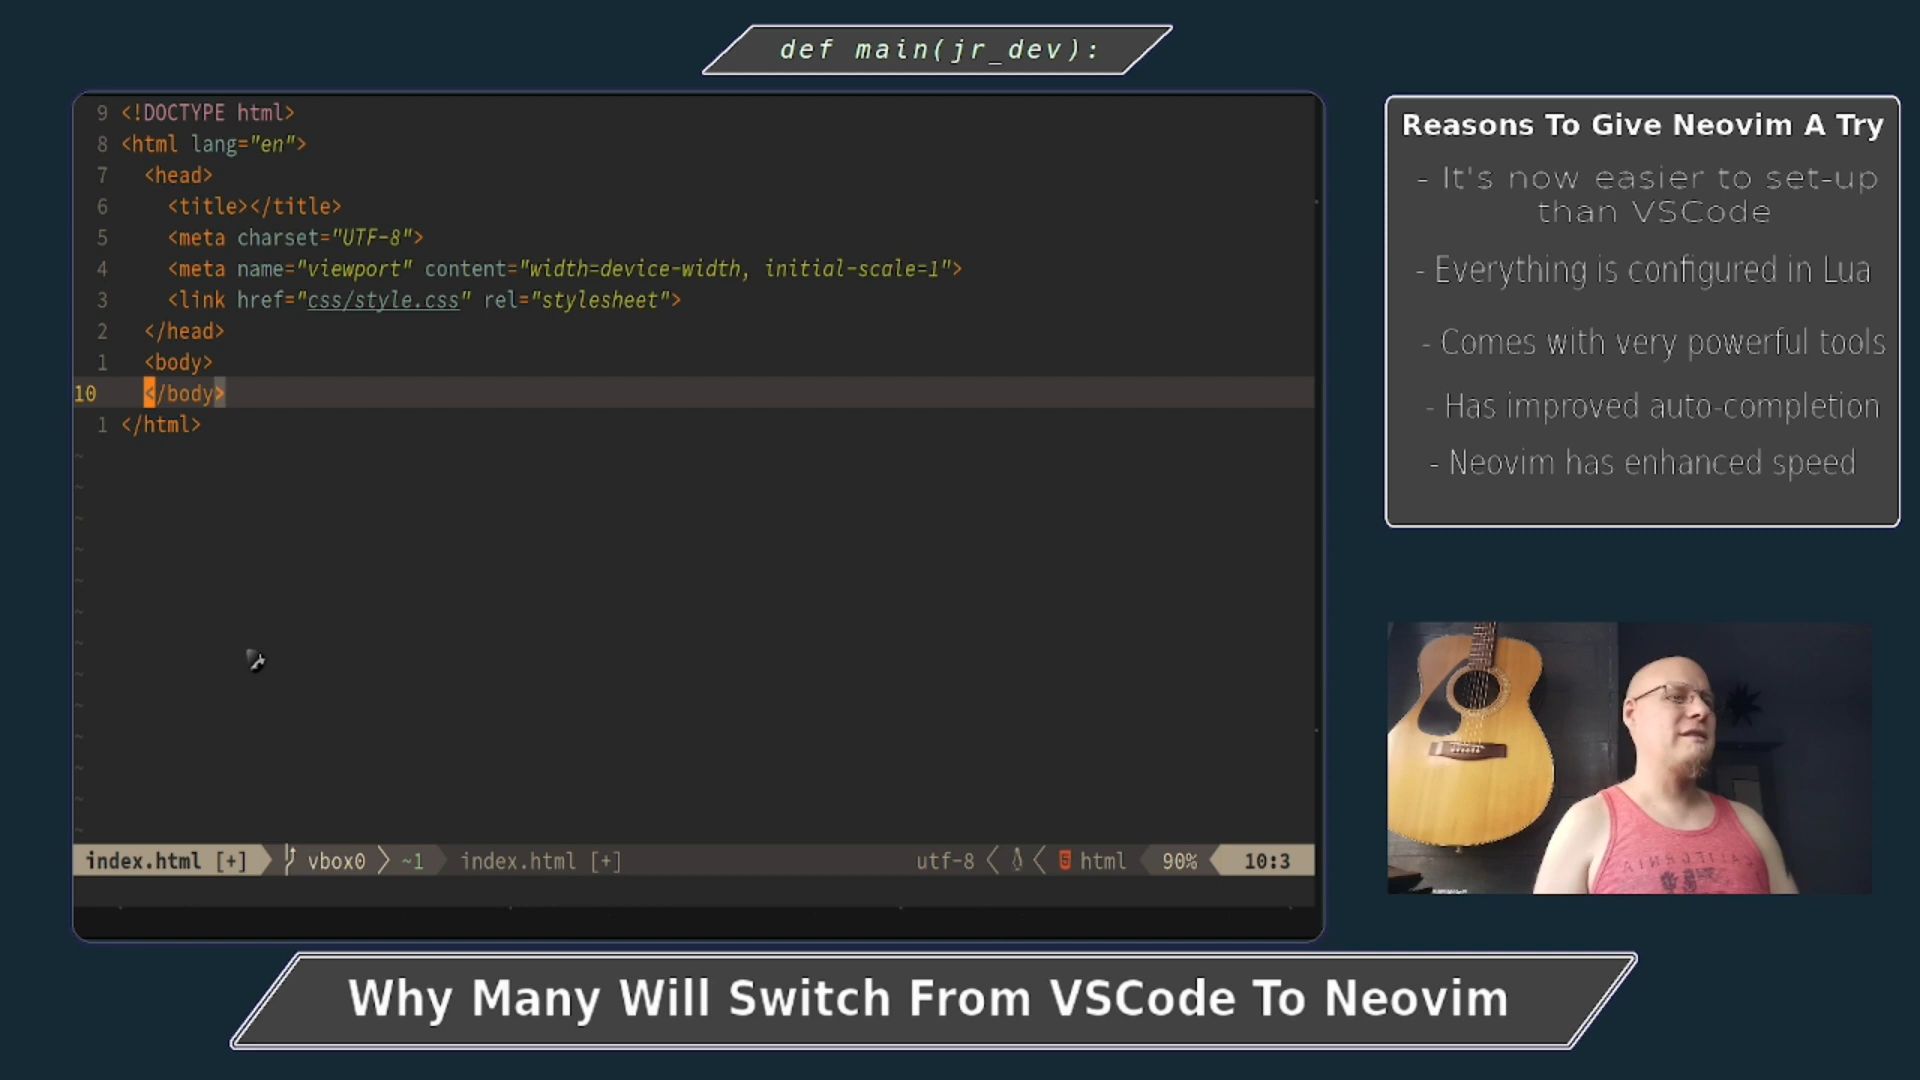 def main(jr_dev):
9 <!DOCTYPE html>
8 <html lang="en">
7 <head>
6 <title></title>
5 <meta charset="UTF-8">
4 <meta name="viewport" content="width=device-width, initial-scale=1">
3 <link href="css/style.css" rel="stylesheet">
2 </head>
1 <body>
10 </body>
1 </html>
~
~
~
~
~
~
~
~
~
~
~
~
~
index.html [+] vbox0 ~1 index.html [+] utf-8 html 90% 10:3
Reasons To Give Neovim A Try
- It's now easier to set-up
than VSCode
- Everything is configured in Lua
- Comes with very powerful tools
- Has improved auto-completion
- Neovim has enhanced speed
CALIFORNIA
Why Many Will Switch From VSCode To Neovim